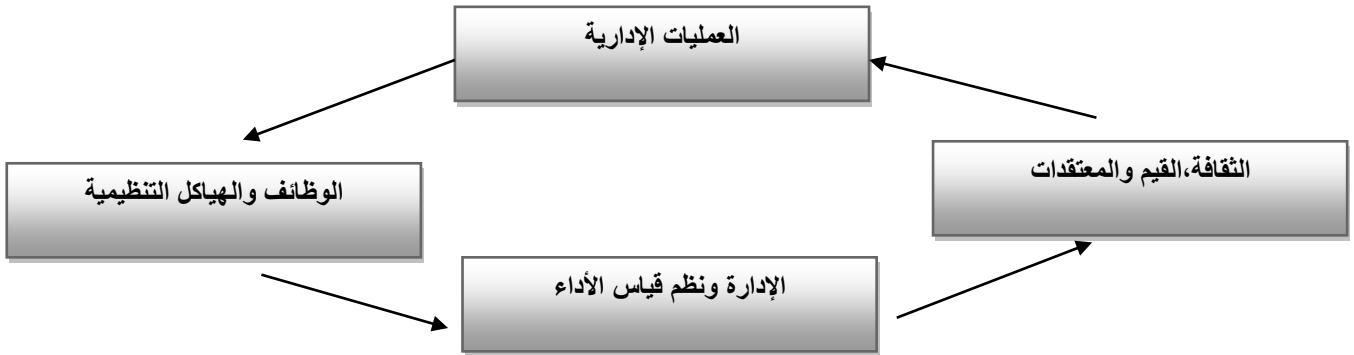 العمليات الإدارية
الثقافة،القيم والمعتقدات
الوظائف والهياكل التنظيمية
الإدارة ونظم قياس الأداء